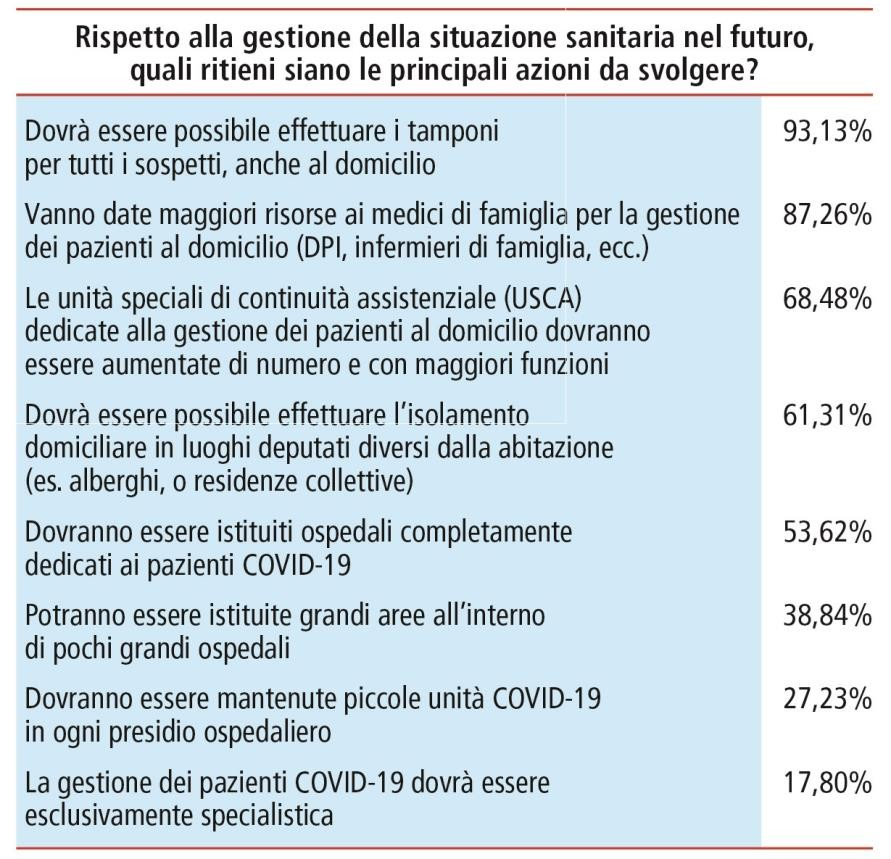 Rispetto alla gestione della situazione sanitaria nel futuro,
quali ritieni siano le principali azioni da svolgere?
Dovrà essere possibile effettuare i tamponi 93,13%
per tutti i sospetti, anche al domicilio
Vanno date maggiori risorse ai medici di famiglia per la gestione 87,26%
dei pazienti al domicilio (DPI, infermieri di famiglia, ecc.)
Le unità speciali di continuità assistenziale (USCA) 68,48%
dedicate alla gestione dei pazienti al domicilio dovranno
essere aumentate di numero e con maggiori funzioni
Dovrà essere possibile effettuare l’isolamento 61,31%
domiciliare in luoghi deputati diversi dalla abitazione
(es. alberghi, o residenze collettive)
Dovranno essere istituiti ospedali completamente 53,62%
dedicati ai pazienti COVID-19
Potranno essere istituite grandi aree all’interno 38,84%
di pochi grandi ospedali
Dovranno essere mantenute piccole unità COVID-19 27,23%
in ogni presidio ospedaliero
La gestione dei pazienti COVID-19 dovrà essere 17,80%
esclusivamente specialistica